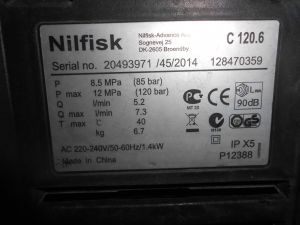 Nilfisk
Nilfisk-Advance
Sognevej 25
DK-2605 Broendby
C 120.6
Serial no. 20493971 /45/2014 128470359
P 8.5 MPa (85 bar)
P max 12 MPa (120 bar)
Q l/min 5.2
Q max l/min 7.3
T max °C 40
kg 6.7
90dB
AC 220-240V/50-60Hz/1.4kW
Made in China
IP X5
P12388